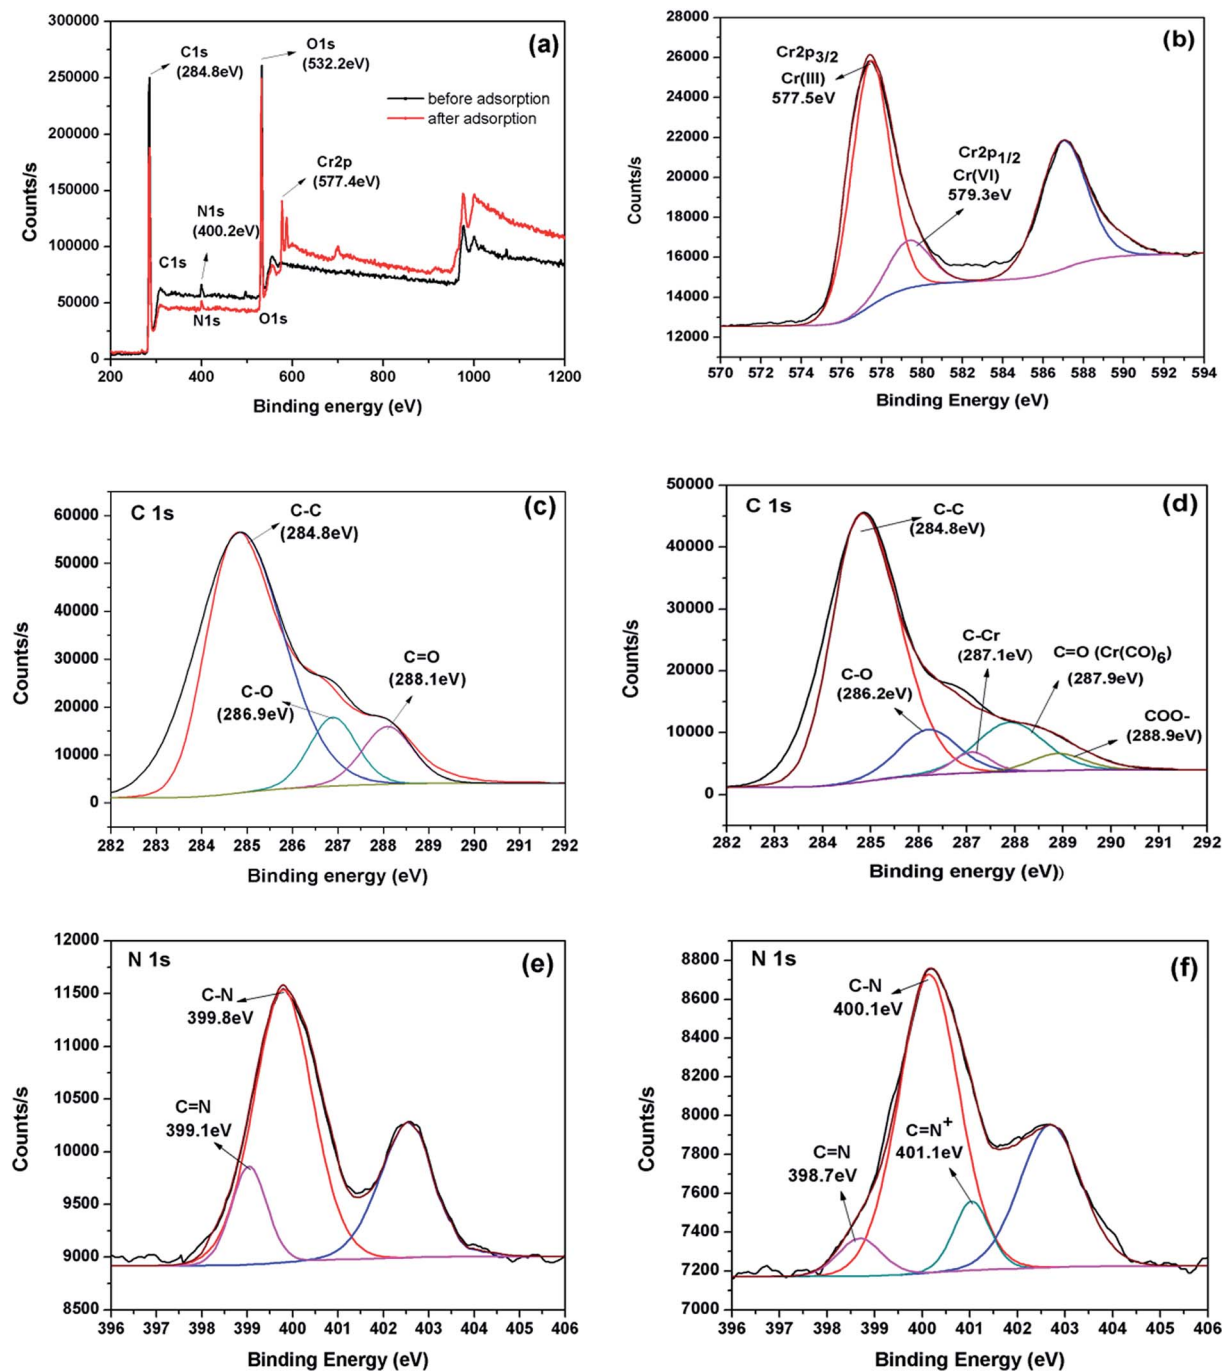 (a)
C1s
(284.8eV)
O1s
(532.2eV)
before adsorption
after adsorption
Cr2p
(577.4eV)
N1s
(400.2eV)
C1s
N1s
O1s
300000
250000
200000
150000
100000
50000
0
Counts/s
200 400 600 800 1000 1200
Binding energy (eV)
(b)
Cr2p3/2
Cr(III)
577.5eV
Cr2p1/2
Cr(VI)
579.3eV
28000
26000
24000
22000
20000
18000
16000
14000
12000
Counts/s
570 572 574 576 578 580 582 584 586 588 590 592 594
Binding Energy (eV)
C 1s
(c)
C-C
(284.8eV)
C=O
(288.1eV)
C-O
(286.9eV)
60000
50000
40000
30000
20000
10000
0
Counts/s
282 283 284 285 286 287 288 289 290 291 292
Binding energy (eV)
C 1s
(d)
C-C
(284.8eV)
C-Cr
(287.1eV)
C=O (Cr(CO)6)
(287.9eV)
C-O
(286.2eV)
COO-
(288.9eV)
50000
40000
30000
20000
10000
0
Counts/s
282 283 284 285 286 287 288 289 290 291 292
Binding energy (eV))
N 1s
(e)
C-N
399.8eV
C=N
399.1eV
12000
11500
11000
10500
10000
9500
9000
8500
Counts/s
396 397 398 399 400 401 402 403 404 405 406
Binding Energy (eV)
N 1s
(f)
C-N
400.1eV
C=N+
401.1eV
C=N
398.7eV
8800
8600
8400
8200
8000
7800
7600
7400
7200
7000
Counts/s
396 397 398 399 400 401 402 403 404 405 406
Binding Energy (eV)